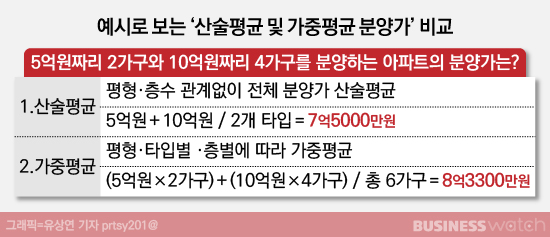 예시로 보는 ‘산술평균 및 가중평균 분양가’ 비교
5억원짜리 2가구와 10억원짜리 4가구를 분양하는 아파트의 분양가는?
1.산술평균
평형·층수 관계없이 전체 분양가 산술평균
5억원+10억원 / 2개 타입=7억5000만원
2.가중평균
평형·타입별 ·층별에 따라 가중평균
(5억원×2가구)+(10억원×4가구) / 총 6가구=8억3300만원
그래픽=유상연 기자 prtsy201@
BUSINESSwatch